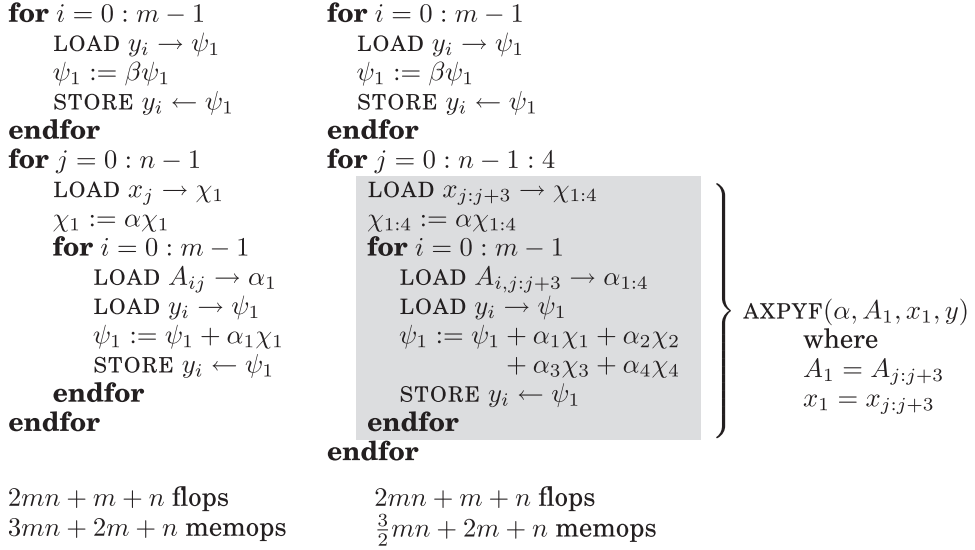 for i = 0 : m − 1
LOAD y_i → ψ_1
ψ_1 := βψ_1
STORE y_i ← ψ_1
endfor
for j = 0 : n − 1
LOAD x_j → χ_1
χ_1 := αχ_1
for i = 0 : m − 1
LOAD A_{ij} → α_1
LOAD y_i → ψ_1
ψ_1 := ψ_1 + α_1χ_1
STORE y_i ← ψ_1
endfor
endfor
2mn + m + n flops
3mn + 2m + n memops
for i = 0 : m − 1
LOAD y_i → ψ_1
ψ_1 := βψ_1
STORE y_i ← ψ_1
endfor
for j = 0 : n − 1 : 4
LOAD x_{j:j+3} → χ_{1:4}
χ_{1:4} := αχ_{1:4}
for i = 0 : m − 1
LOAD A_{i,j:j+3} → α_{1:4}
LOAD y_i → ψ_1
ψ_1 := ψ_1 + α_1χ_1 + α_2χ_2
+ α_3χ_3 + α_4χ_4
STORE y_i ← ψ_1
endfor
endfor
2mn + m + n flops
\frac{3}{2}mn + 2m + n memops
AXPYF(α, A_1, x_1, y)
where
A_1 = A_{j:j+3}
x_1 = x_{j:j+3}